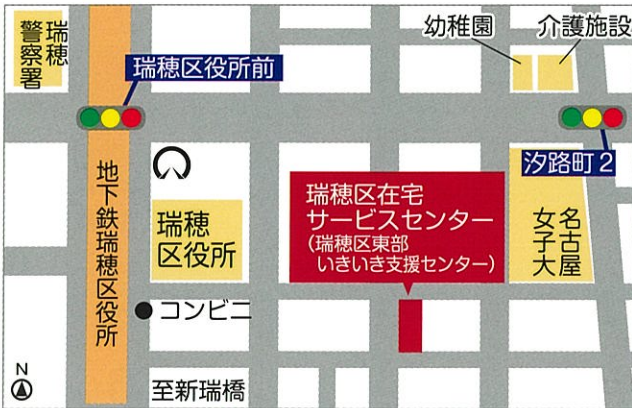 瑞穂
警察署
瑞穂区役所前
幼稚園
介護施設
汐路町2
地下鉄瑞穂区役所
瑞穂
区役所
瑞穂区在宅
サービスセンター
(瑞穂区東部
いきいき支援センター)
名古屋
女子大
コンビニ
至新瑞橋
N